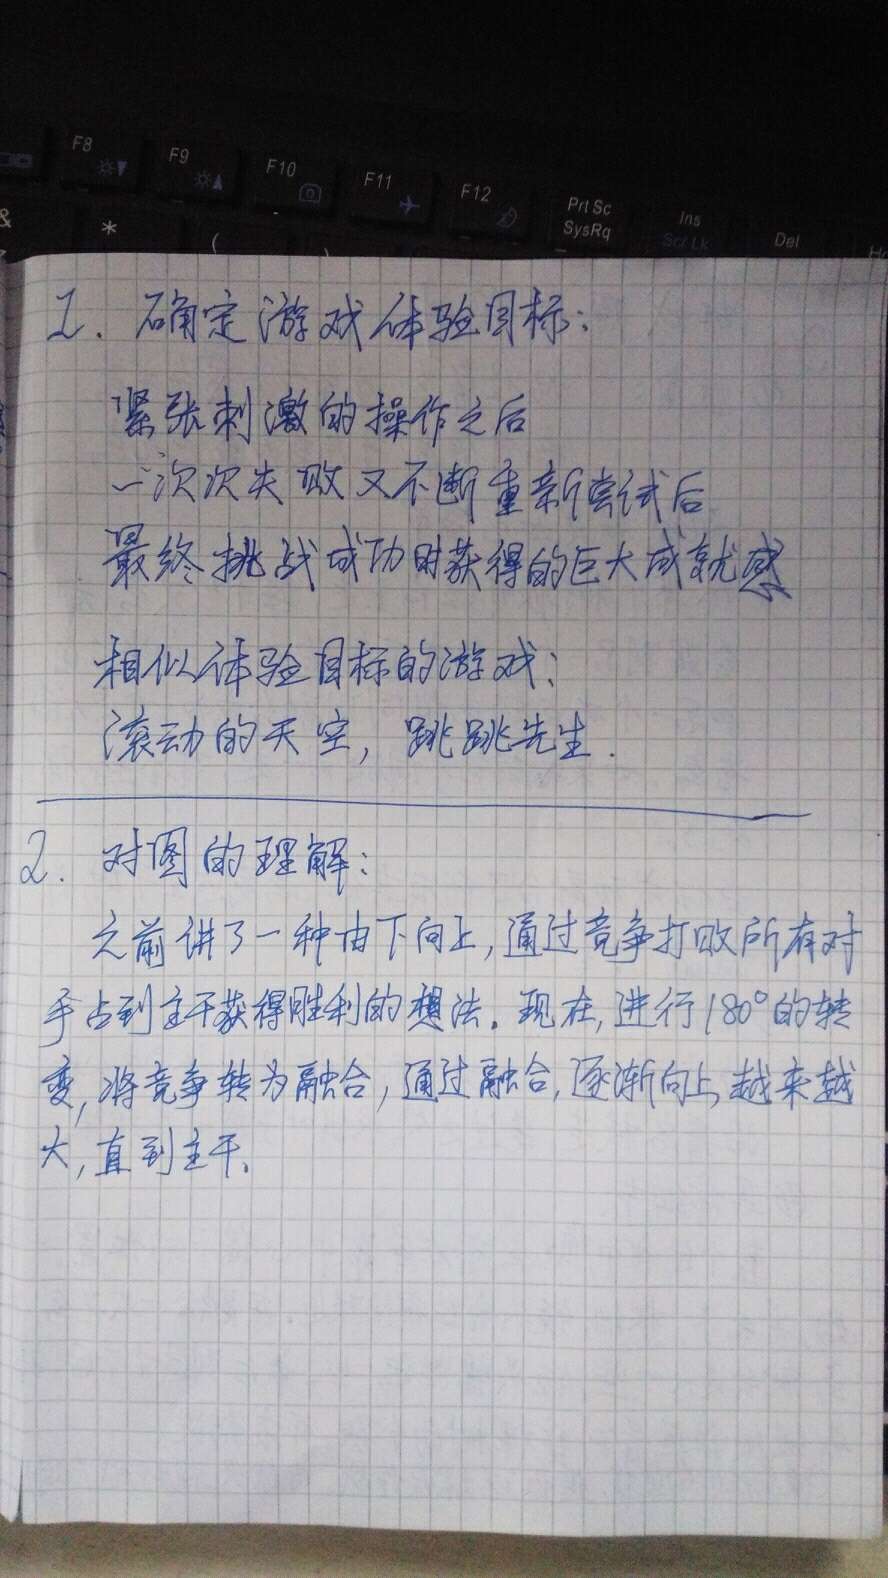 F8
F9
F10
F11
F12
Prt Sc
SysRq
Ins
Scr Lk
Del
&
*
(
)
1. 确定游戏体验目标:
紧张刺激的操作之后
一次次失败又不断重新尝试后
最终挑战成功时获得的巨大成就感
相似体验目标的游戏:
滚动的天空, 跳跳先生.
2. 对图的理解:
之前讲了一种由下向上, 通过竞争打败所有对
手占到主干获得胜利的想法. 现在, 进行180°的转
变, 将竞争转为融合, 通过融合, 逐渐向上, 越来越
大, 直到主干.